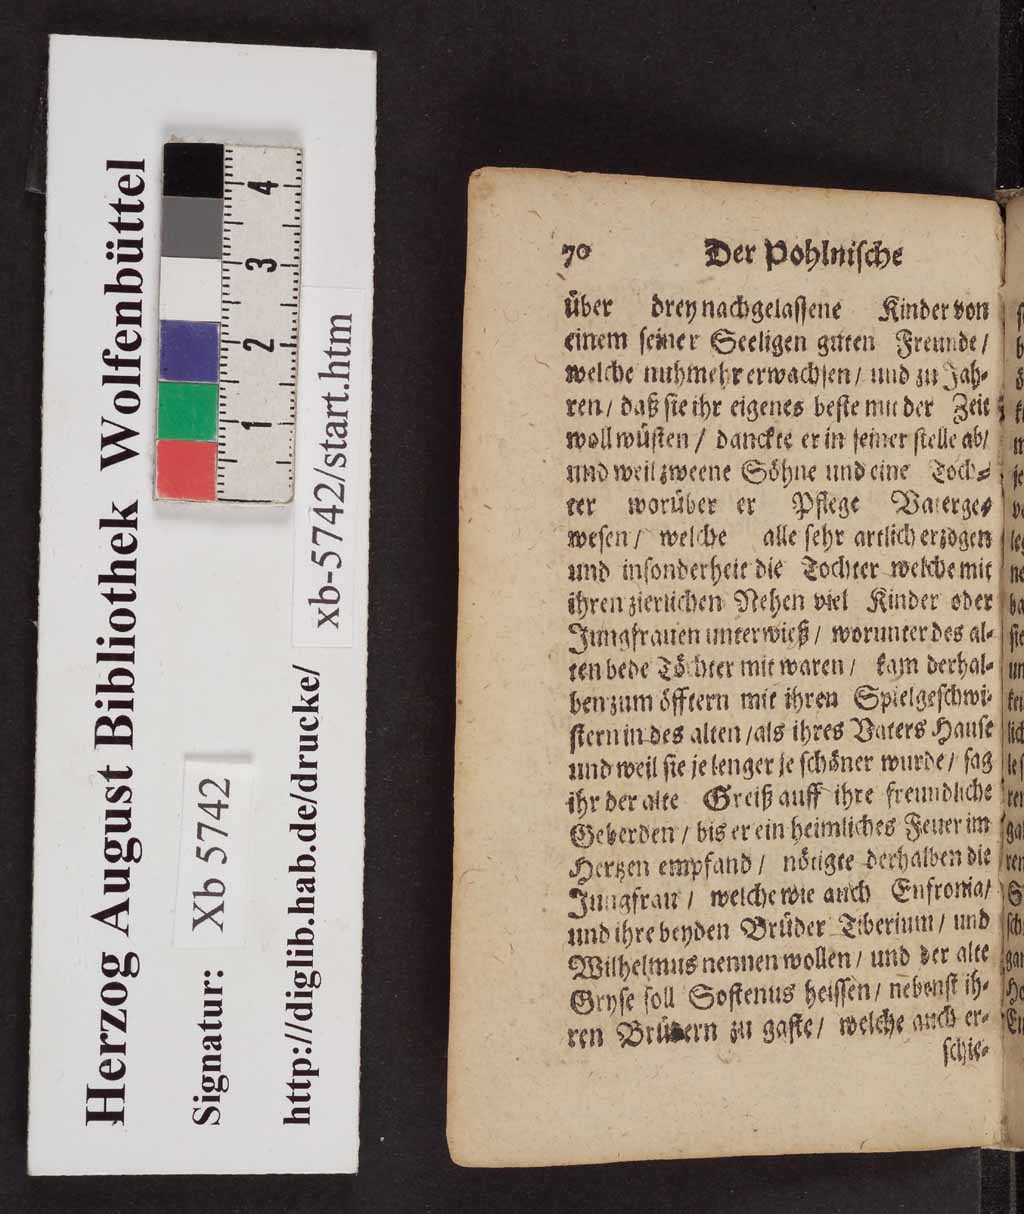 Herzog August Bibliothek Wolfenbüttel
Signatur: Xb 5742
http://diglib.hab.de/drucke/ xb-5742/start.htm
4
3
2
1
70 Der Pohlnische
über drey nachgelassene Kinder von
einem seiner Seeligen guten Freunde /
welche nuhmehr erwachsen / und zu Jah-
ren / daß sie ihr eigenes beste mit der Zeit
woll wüsten / danckte er in seiner stelle ab /
und weil zweene Söhne und eine Toch-
ter worüber er Pflege Vater ge-
wesen / welche alle sehr artlich erzogen
und insonderheit die Tochter welche mit
ihren zierlichen Nehen viel Kinder oder
Jungfrauen unterwieß / worunter des al-
ten bede Töchter mit waren / kam derhal-
ben zum öfftern mit ihren Spielgeschwi-
stern in des alten / als ihres Vaters Hause
und weil sie je lenger je schöner wurde / sag
ihr der alte Greiß auff ihre freundliche
Geberden / bis er ein heimliches Feuer im
Hertzen empfand / nötigte derhalben die
Jungfrau / welche wie auch Eufronia /
und ihre beyden Brüder Tiberium / und
Wilhelmus nennen wollen / und der alte
Gryse soll Sostenus heissen / nebenst ih-
ren Brüdern zu gaste / welche auch er-
schie-